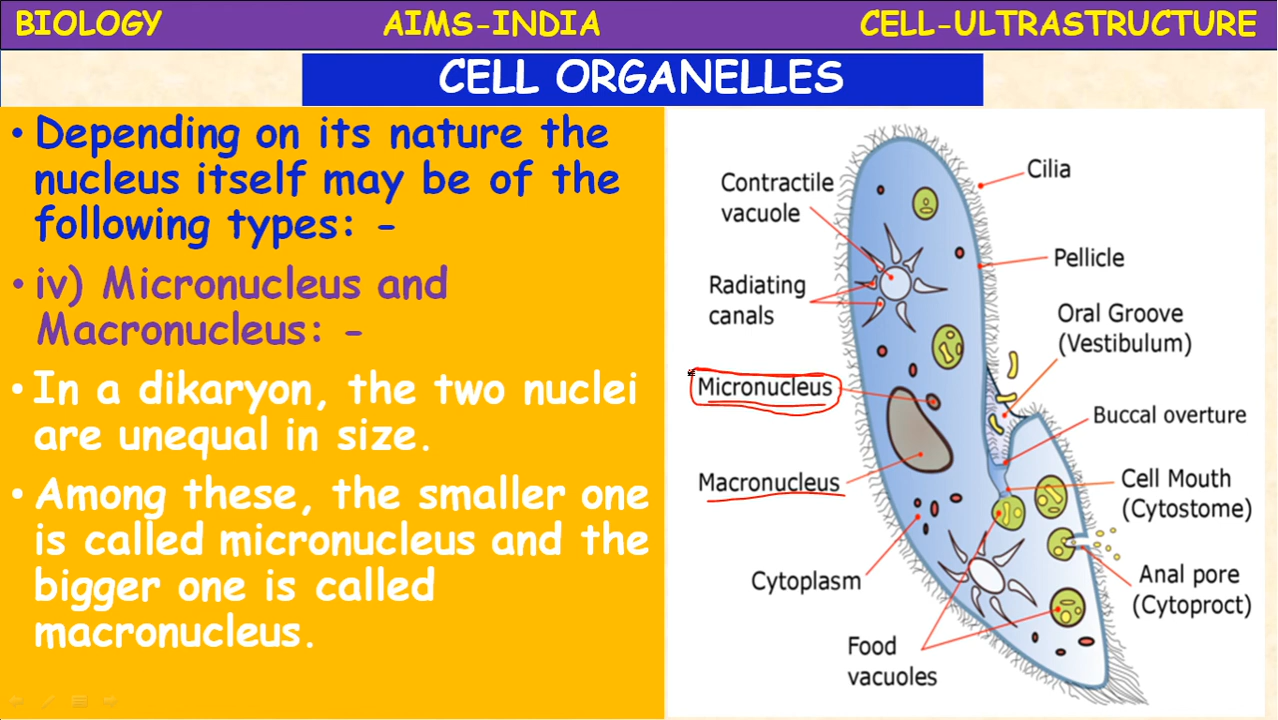 BIOLOGY AIMS-INDIA CELL-ULTRASTRUCTURE
CELL ORGANELLES
• Depending on its nature the
nucleus itself may be of the
following types: -
• iv) Micronucleus and
Macronucleus: -
• In a dikaryon, the two nuclei
are unequal in size.
• Among these, the smaller one
is called micronucleus and the
bigger one is called
macronucleus.
Contractile
vacuole
Radiating
canals
Micronucleus
Macronucleus
Cytoplasm
Food
vacuoles
Cilia
Pellicle
Oral Groove
(Vestibulum)
Buccal overture
Cell Mouth
(Cytostome)
Anal pore
(Cytoproct)